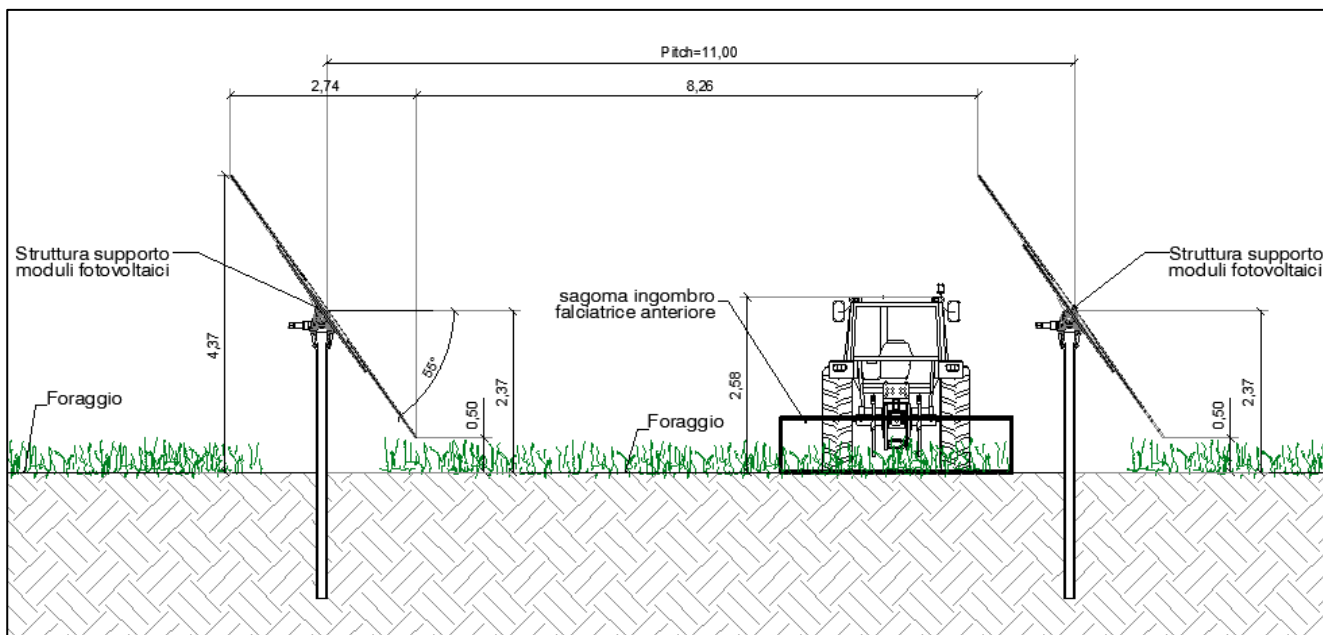 Pitch=11,00
2,74
8,26
Struttura supporto
moduli fotovoltaici
Struttura supporto
moduli fotovoltaici
sagoma ingombro
falciatrice anteriore
4,37
55°
0,50
2,37
2,58
0,50
2,37
Foraggio
Foraggio